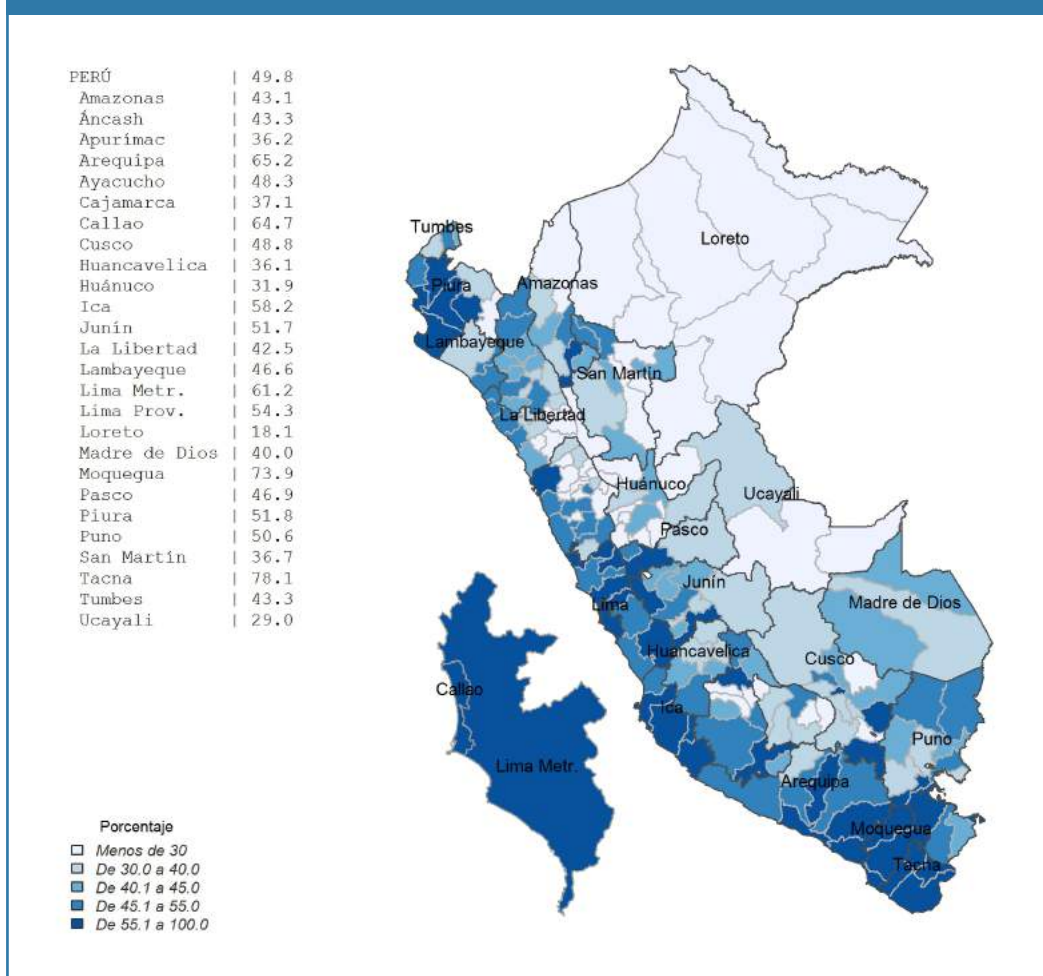 PERÚ | 49.8
Amazonas | 43.1
Áncash | 43.3
Apurímac | 36.2
Arequipa | 65.2
Ayacucho | 48.3
Cajamarca | 37.1
Callao | 64.7
Cusco | 48.8
Huancavelica | 36.1
Huánuco | 31.9
Ica | 58.2
Junín | 51.7
La Libertad | 42.5
Lambayeque | 46.6
Lima Metr. | 61.2
Lima Prov. | 54.3
Loreto | 18.1
Madre de Dios | 40.0
Moquegua | 73.9
Pasco | 46.9
Piura | 51.8
Puno | 50.6
San Martín | 36.7
Tacna | 78.1
Tumbes | 43.3
Ucayali | 29.0
Tumbes
Loreto
Piura
Amazonas
Lambayeque
San Martín
La Libertad
Huánuco
Ucayali
Pasco
Junín
Lima
Madre de Dios
Huancavelica
Cusco
Ica
Puno
Arequipa
Moquegua
Tacna
Callao
Lima Metr.
Porcentaje
Menos de 30
De 30.0 a 40.0
De 40.1 a 45.0
De 45.1 a 55.0
De 55.1 a 100.0